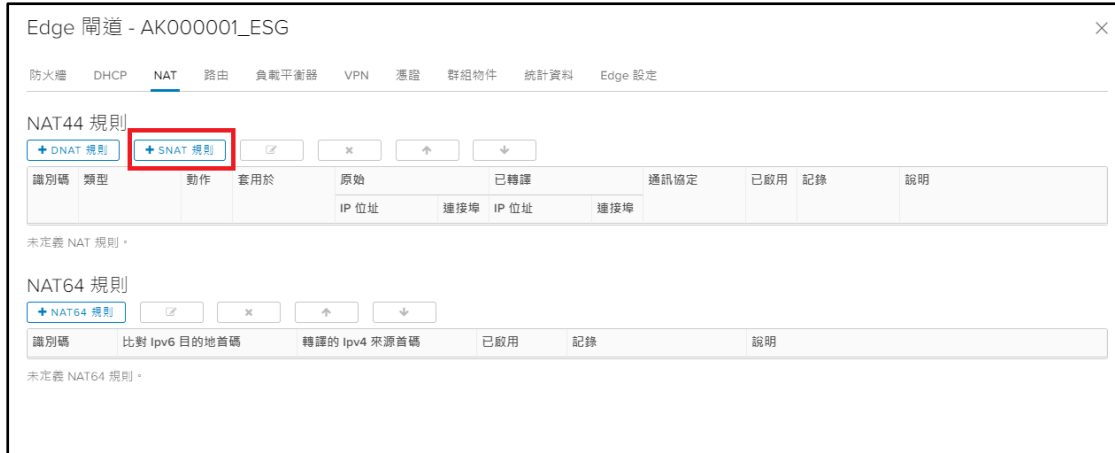 Edge 閘道 - AK000001_ESG
防火牆 DHCP NAT 路由 負載平衡器 VPN 憑證 群組物件 統計資料 Edge 設定
NAT44 規則
+ DNAT 規則 + SNAT 規則
識別碼 類型 動作 套用於 原始 已轉譯 通訊協定 已啟用 記錄 說明
IP 位址 連接埠 IP 位址 連接埠
未定義 NAT 規則。
NAT64 規則
+ NAT64 規則
識別碼 比對 Ipv6 目的地首碼 轉譯的 Ipv4 來源首碼 已啟用 記錄 說明
未定義 NAT64 規則。